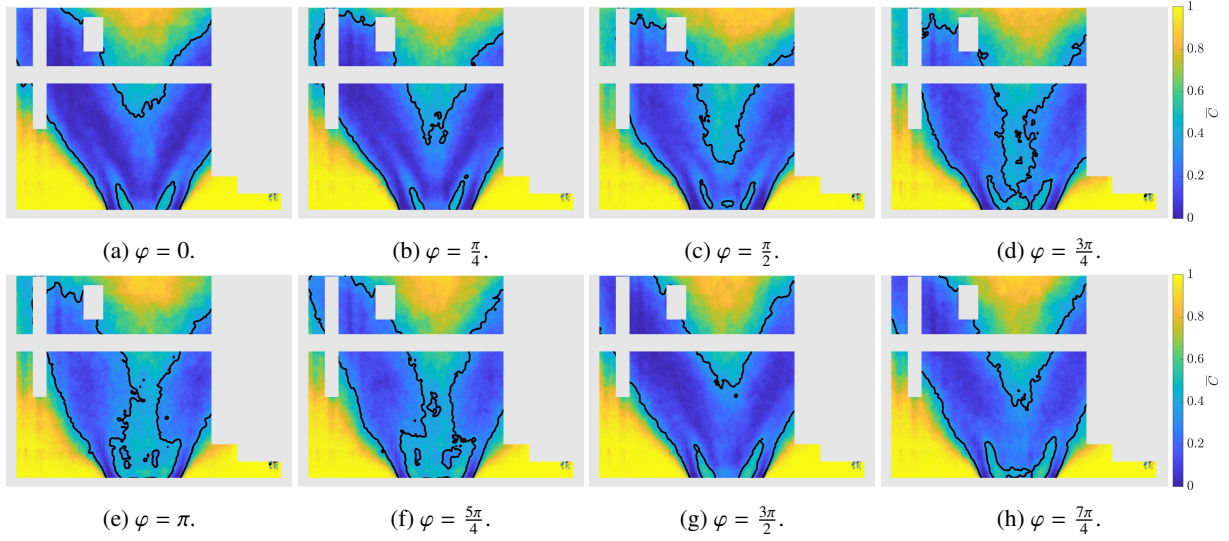 1
0.8
0.6
0.4
0.2
0
C̅
(a) φ = 0.
(b) φ = π/4.
(c) φ = π/2.
(d) φ = 3π/4.
1
0.8
0.6
0.4
0.2
0
C̅
(e) φ = π.
(f) φ = 5π/4.
(g) φ = 3π/2.
(h) φ = 7π/4.